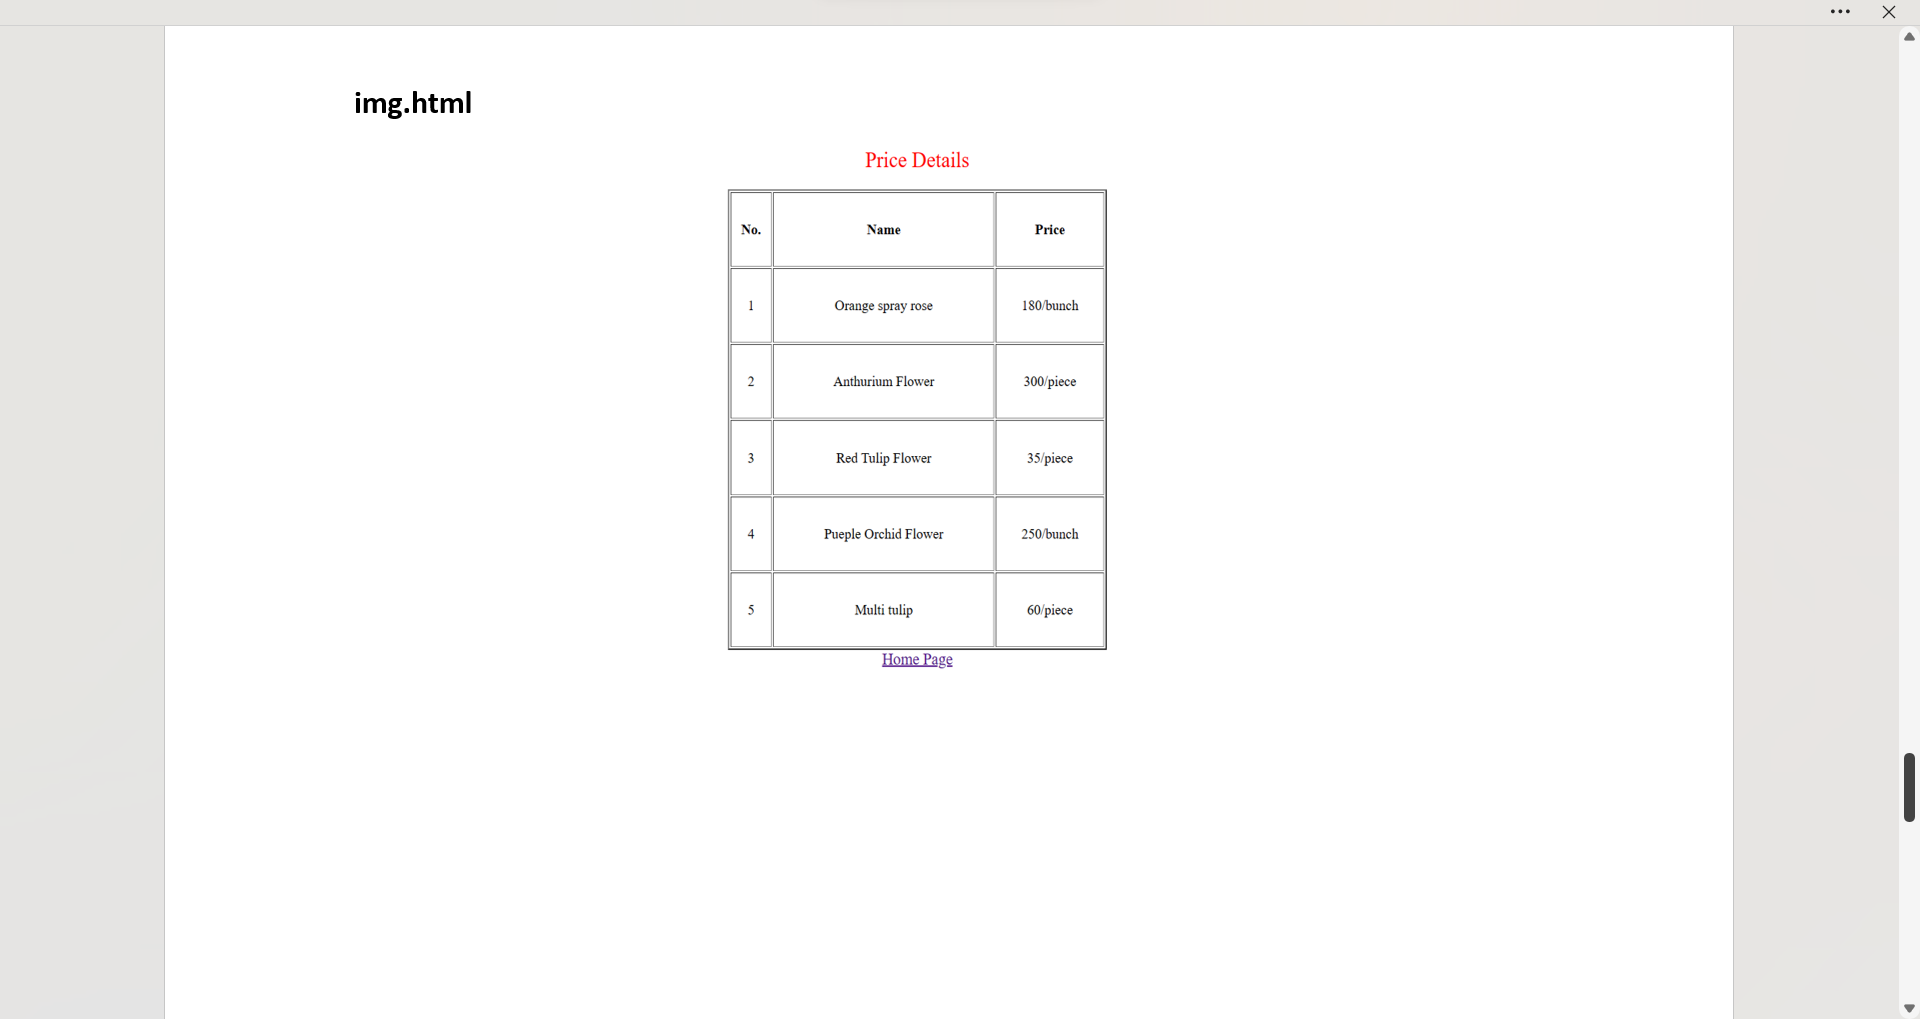 img.html
Price Details
No. Name Price
1 Orange spray rose 180/bunch
2 Anthurium Flower 300/piece
3 Red Tulip Flower 35/piece
4 Pueple Orchid Flower 250/bunch
5 Multi tulip 60/piece
Home Page